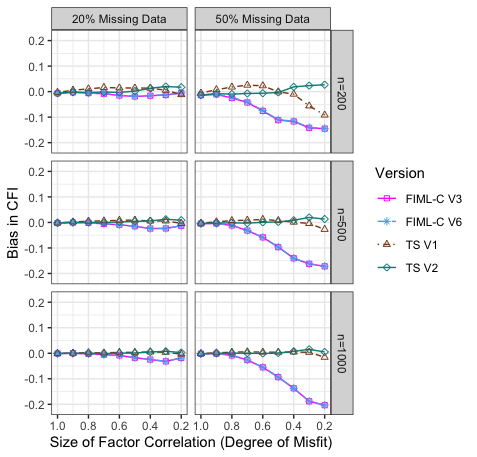 20% Missing Data 50% Missing Data
0.2
0.1
0.0
-0.1
-0.2
n=200
0.2
0.1
0.0
-0.1
-0.2
n=500
0.2
0.1
0.0
-0.1
-0.2
n=1000
Bias in CFI
1.0 0.8 0.6 0.4 0.2 1.0 0.8 0.6 0.4 0.2
Size of Factor Correlation (Degree of Misfit)
Version
FIML-C V3
FIML-C V6
TS V1
TS V2